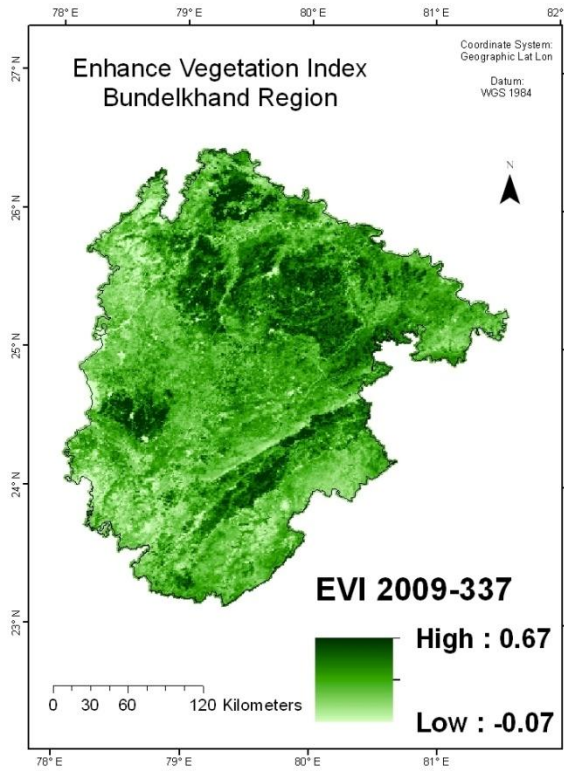 78° E 79° E 80° E 81° E 82°
Coordinate System:
Geographic Lat Lon
Datum:
WGS 1984
Enhance Vegetation Index
Bundelkhand Region
N
27° N
26° N
25° N
24° N
23° N
EVI 2009-337
High : 0.67
Low : -0.07
0 30 60 120 Kilometers
78° E 79° E 80° E 81° E